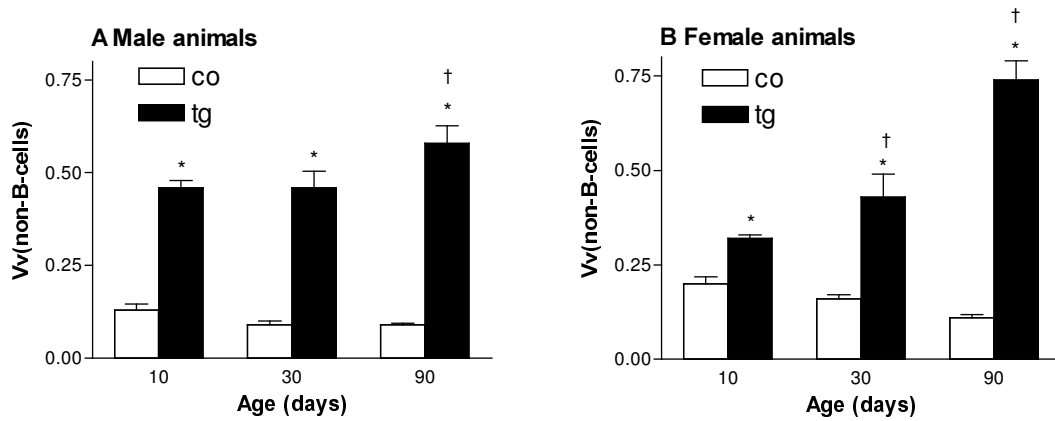 A Male animals
co
tg
†
*
*
*
0.75
0.50
0.25
0.00
Vv(non-B-cells)
10 30 90
Age (days)
B Female animals
co
tg
†
*
†
*
*
0.75
0.50
0.25
0.00
Vv(non-B-cells)
10 30 90
Age (days)